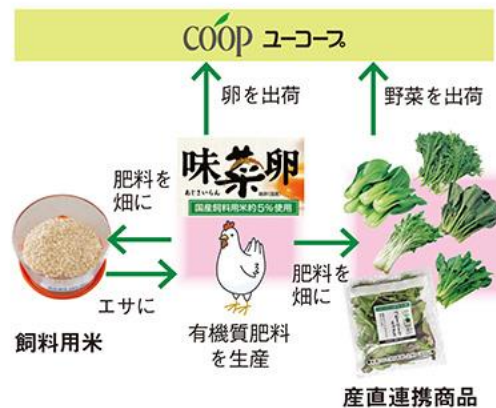 coop ユーコープ
卵を出荷
野菜を出荷
味菜卵
あじさいらん
国産飼料用米約5%使用
肥料を
畑に
エサに
飼料用米
有機質肥料
を生産
肥料を
畑に
産直連携商品